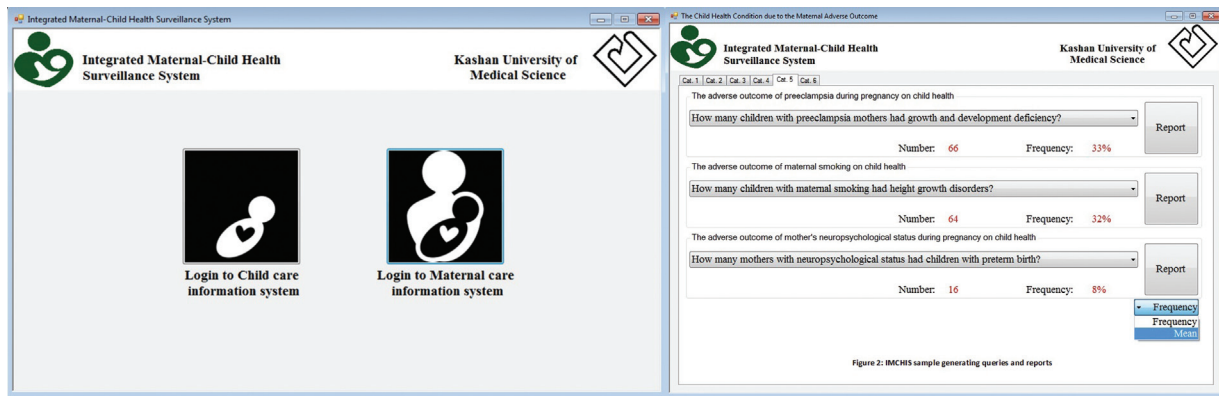 Integrated Maternal-Child Health Surveillance System
Integrated Maternal-Child Health
Surveillance System
Kashan University of
Medical Science
Login to Child care
information system
Login to Maternal care
information system
The Child Health Condition due to the Maternal Adverse Outcome
Integrated Maternal-Child Health
Surveillance System
Kashan University of
Medical Science
Cat. 1 Cat. 2 Cat. 3 Cat. 4 Cat. 5 Cat. 6
The adverse outcome of preeclampsia during pregnancy on child health
How many children with preeclampsia mothers had growth and development deficiency?
Report
Number: 66 Frequency: 33%
The adverse outcome of maternal smoking on child health
How many children with maternal smoking had height growth disorders?
Report
Number: 64 Frequency: 32%
The adverse outcome of mother's neuropsychological status during pregnancy on child health
How many mothers with neuropsychological status had children with preterm birth?
Report
Number: 16 Frequency: 8%
Frequency
Frequency
Mean
Figure 2: IMCHIS sample generating queries and reports